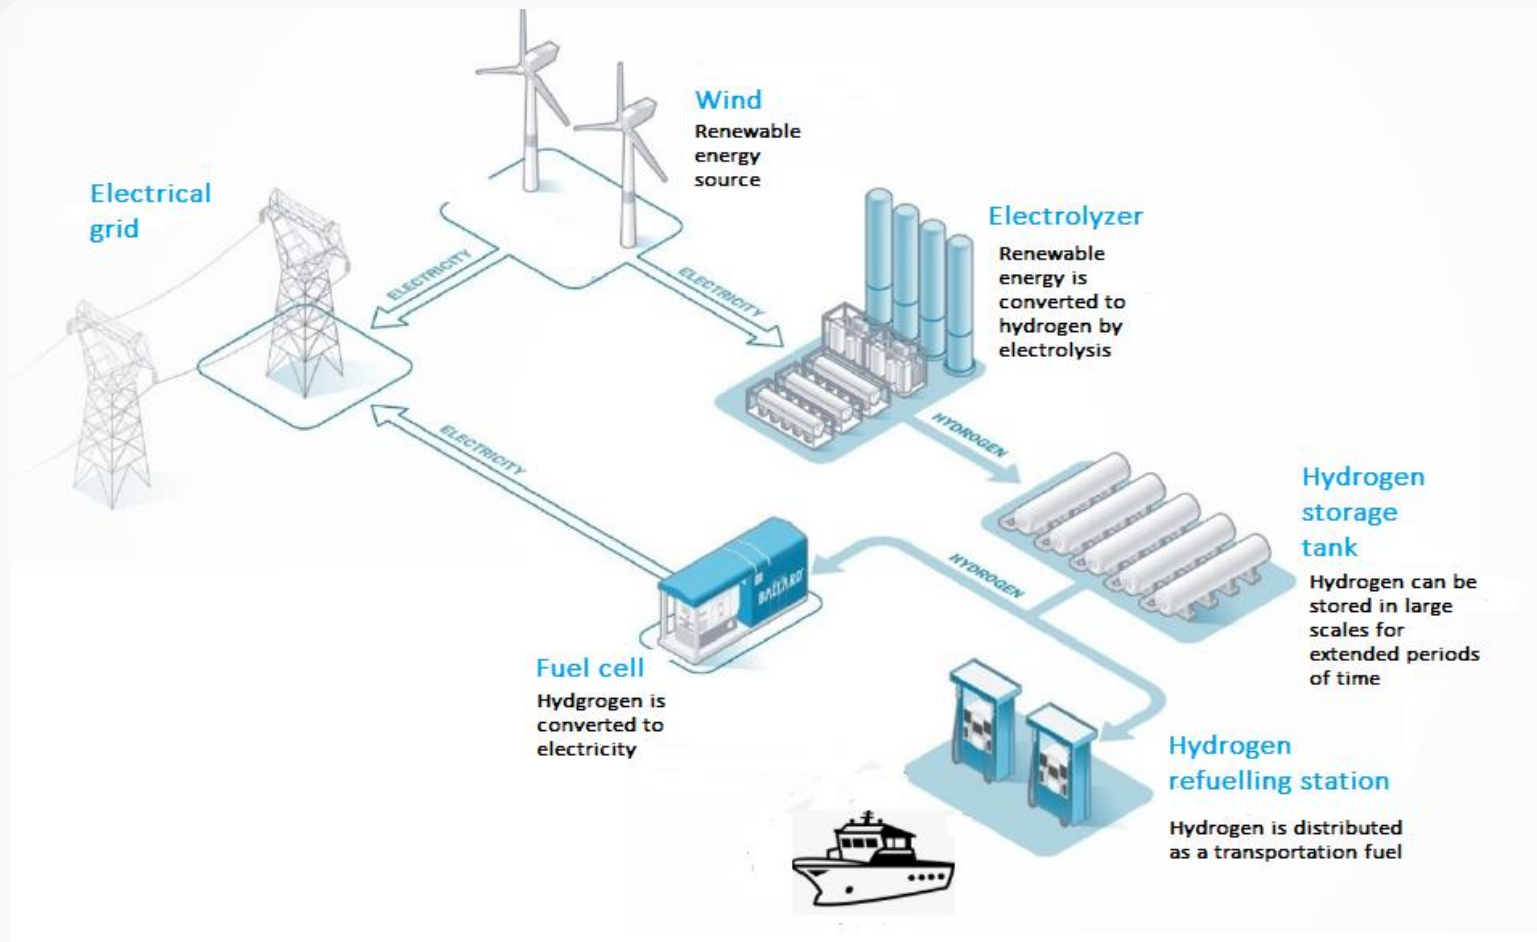 Wind
Renewable
energy
source
Electrical
grid
ELECTRICITY
ELECTRICITY
Electrolyzer
Renewable
energy is
converted to
hydrogen by
electrolysis
HYDROGEN
ELECTRICITY
Hydrogen
storage
tank
Hydrogen can be
stored in large
scales for
extended periods
of time
HYDROGEN
BALLARD
Fuel cell
Hydgrogen is
converted to
electricity
Hydrogen
refuelling station
Hydrogen is distributed
as a transportation fuel